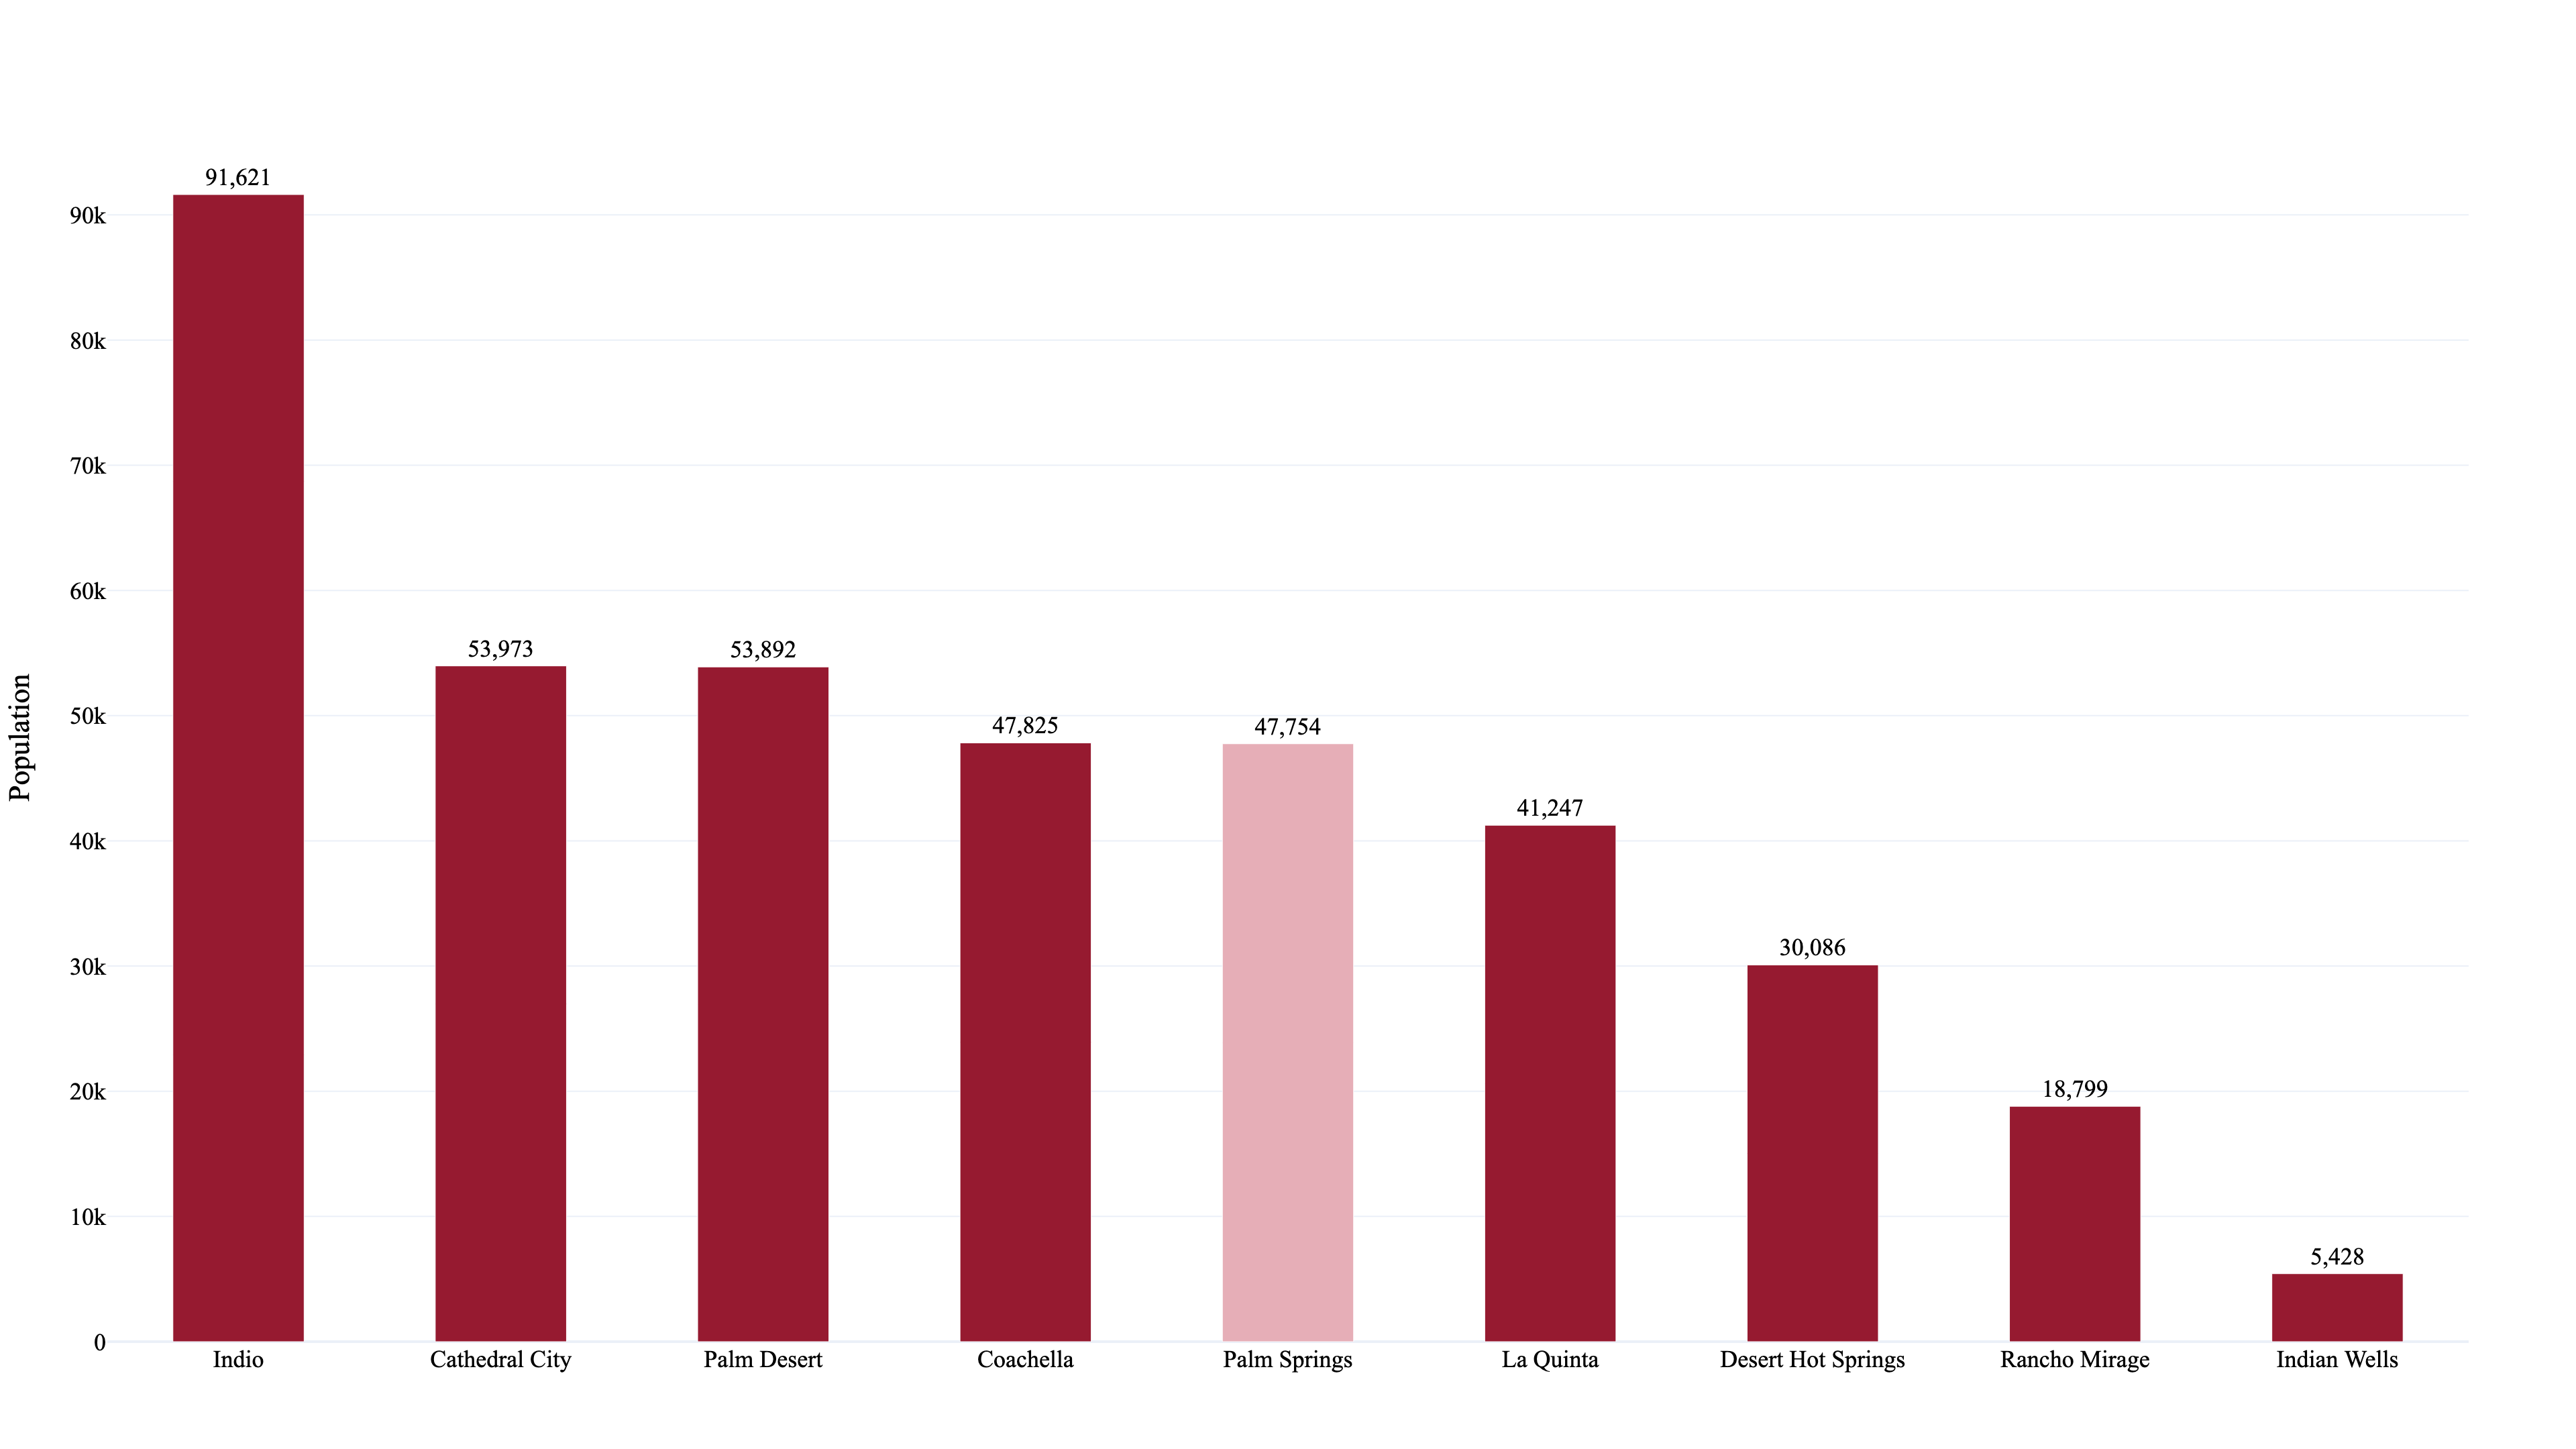 91,621
90k
80k
70k
60k
53,973
53,892
50k
47,825
47,754
Population
41,247
40k
30,086
30k
20k
18,799
10k
5,428
0
Indio
Cathedral City
Palm Desert
Coachella
Palm Springs
La Quinta
Desert Hot Springs
Rancho Mirage
Indian Wells